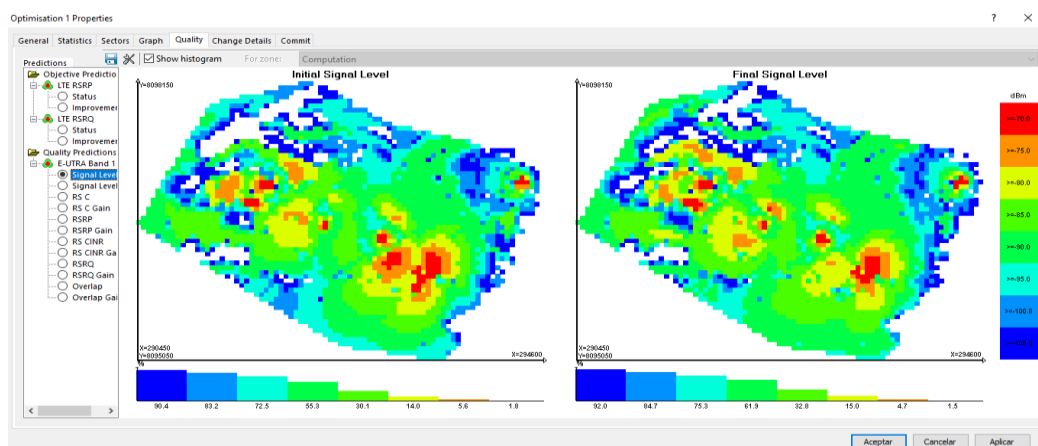 Optimisation 1 Properties
? ×
General Statistics Sectors Graph Quality Change Details Commit
Predictions
Show histogram For zone: Computation
Objective Predictio
LTE RSRP
Status
Improvemer
LTE RSRQ
Status
Improvemer
Quality Predictions
E-UTRA Band 1
Signal Level
Signal Level
RS C
RS C Gain
RSRP
RSRP Gain
RS CINR
RS CINR Ga
RSRQ
RSRQ Gain
Overlap
Overlap Gai
Initial Signal Level
Y=8098150
X=290450
Y=8095050
X=294600
%
90.4 83.2 72.5 55.3 30.1 14.0 5.6 1.8
Final Signal Level
Y=8098150
X=290450
Y=8095050
X=294600
%
92.0 84.7 75.3 61.9 32.8 15.0 4.7 1.5
dBm
>=-70.0
>=-75.0
>=-80.0
>=-85.0
>=-90.0
>=-95.0
>=-100.0
>=-105.0
Aceptar Cancelar Aplicar